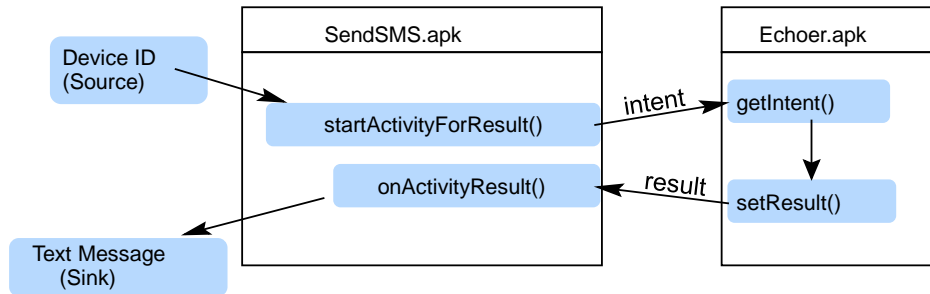 SendSMS.apk
Echoer.apk
Device ID
(Source)
startActivityForResult()
intent
getIntent()
onActivityResult()
result
setResult()
Text Message
(Sink)